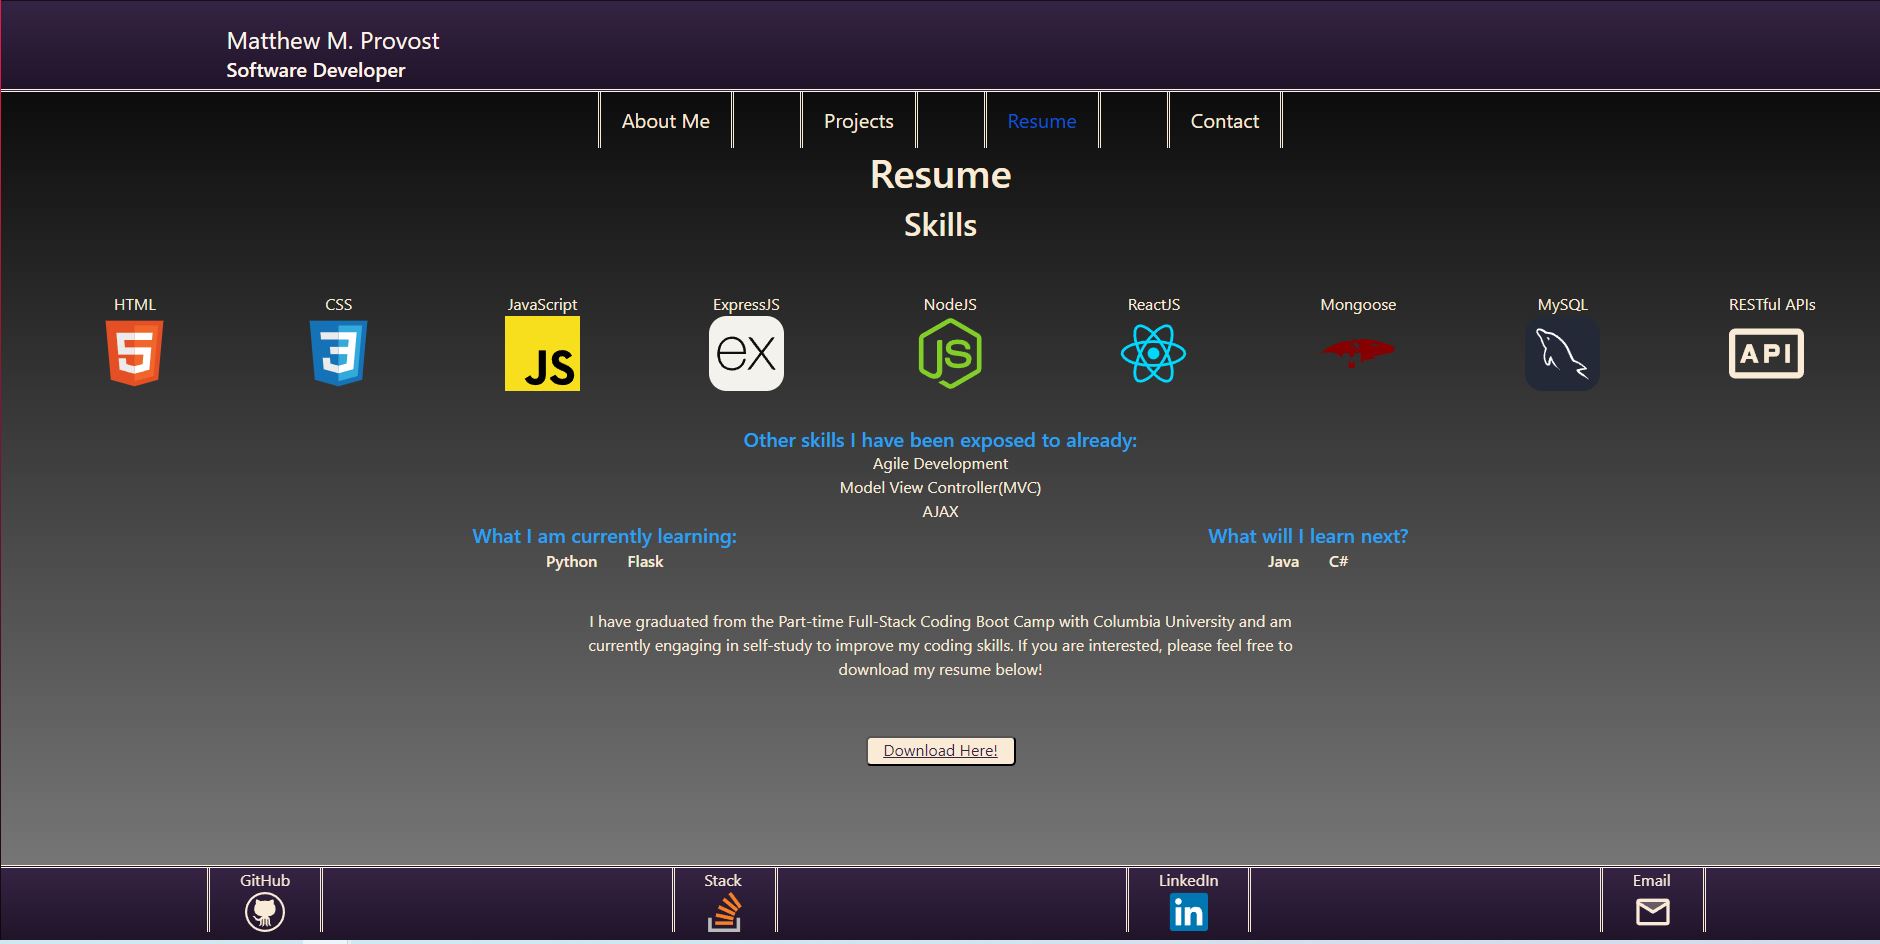 Matthew M. Provost
Software Developer
About Me
Projects
Resume
Contact
Resume
Skills
HTML
CSS
JavaScript
ExpressJS
NodeJS
ReactJS
Mongoose
MySQL
RESTful APIs
5
3
JS
ex
JS
API
Other skills I have been exposed to already:
Agile Development
Model View Controller(MVC)
AJAX
What I am currently learning:
Python Flask
What will I learn next?
Java C#
I have graduated from the Part-time Full-Stack Coding Boot Camp with Columbia University and am
currently engaging in self-study to improve my coding skills. If you are interested, please feel free to
download my resume below!
Download Here!
GitHub
Stack
LinkedIn
in
Email